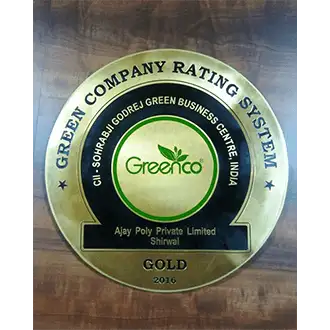 ★ GREEN COMPANY RATING SYSTEM ★
CII - SOHRABJI GODREJ GREEN BUSINESS CENTRE, INDIA
Greenco
Ajay Poly Private Limited
Shirwal
GOLD
2016